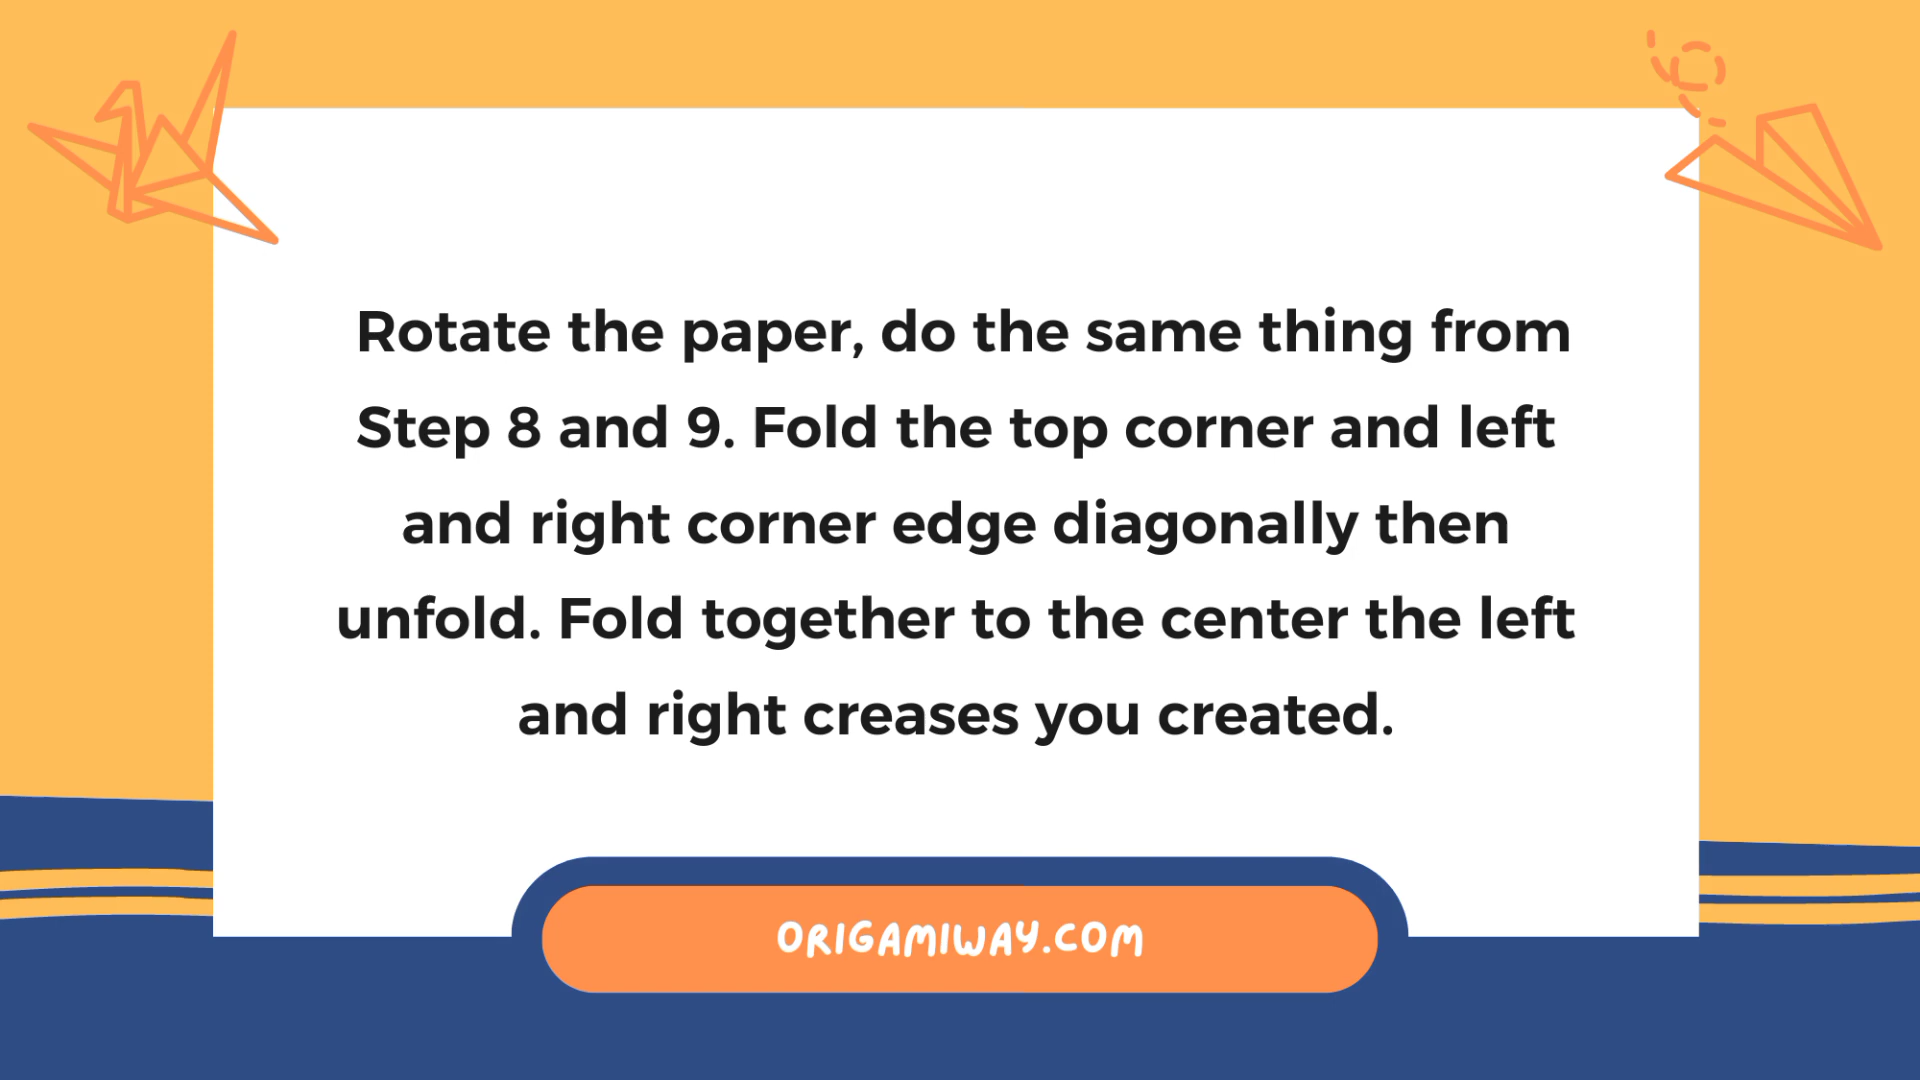 Rotate the paper, do the same thing from
Step 8 and 9. Fold the top corner and left
and right corner edge diagonally then
unfold. Fold together to the center the left
and right creases you created.
ORIGAMIWAY.COM